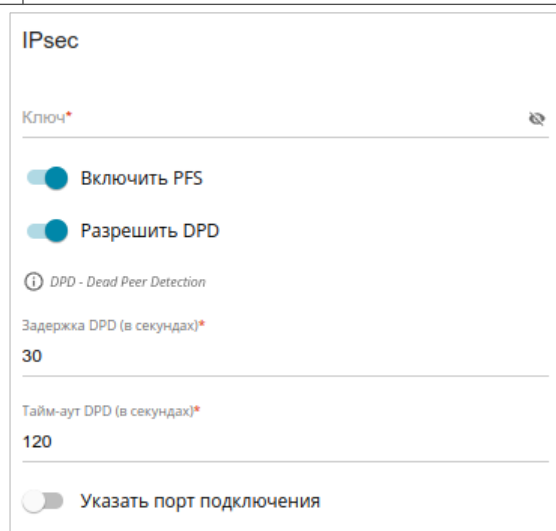 IPsec
Ключ*
Включить PFS
Разрешить DPD
DPD - Dead Peer Detection
Задержка DPD (в секундах)*
30
Тайм-аут DPD (в секундах)*
120
Указать порт подключения